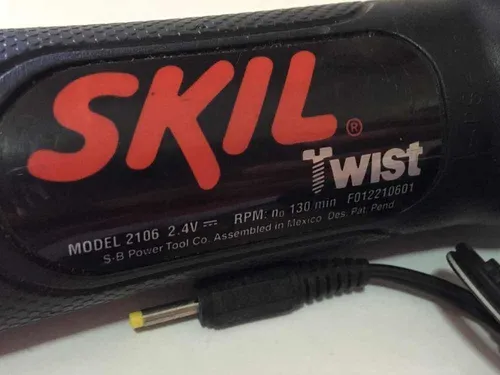 SKIL®
Twist
MODEL 2106 2.4V ⎓ RPM: n₀ 130 min F012210601
S-B Power Tool Co. Assembled in Mexico Des. Pat. Pend